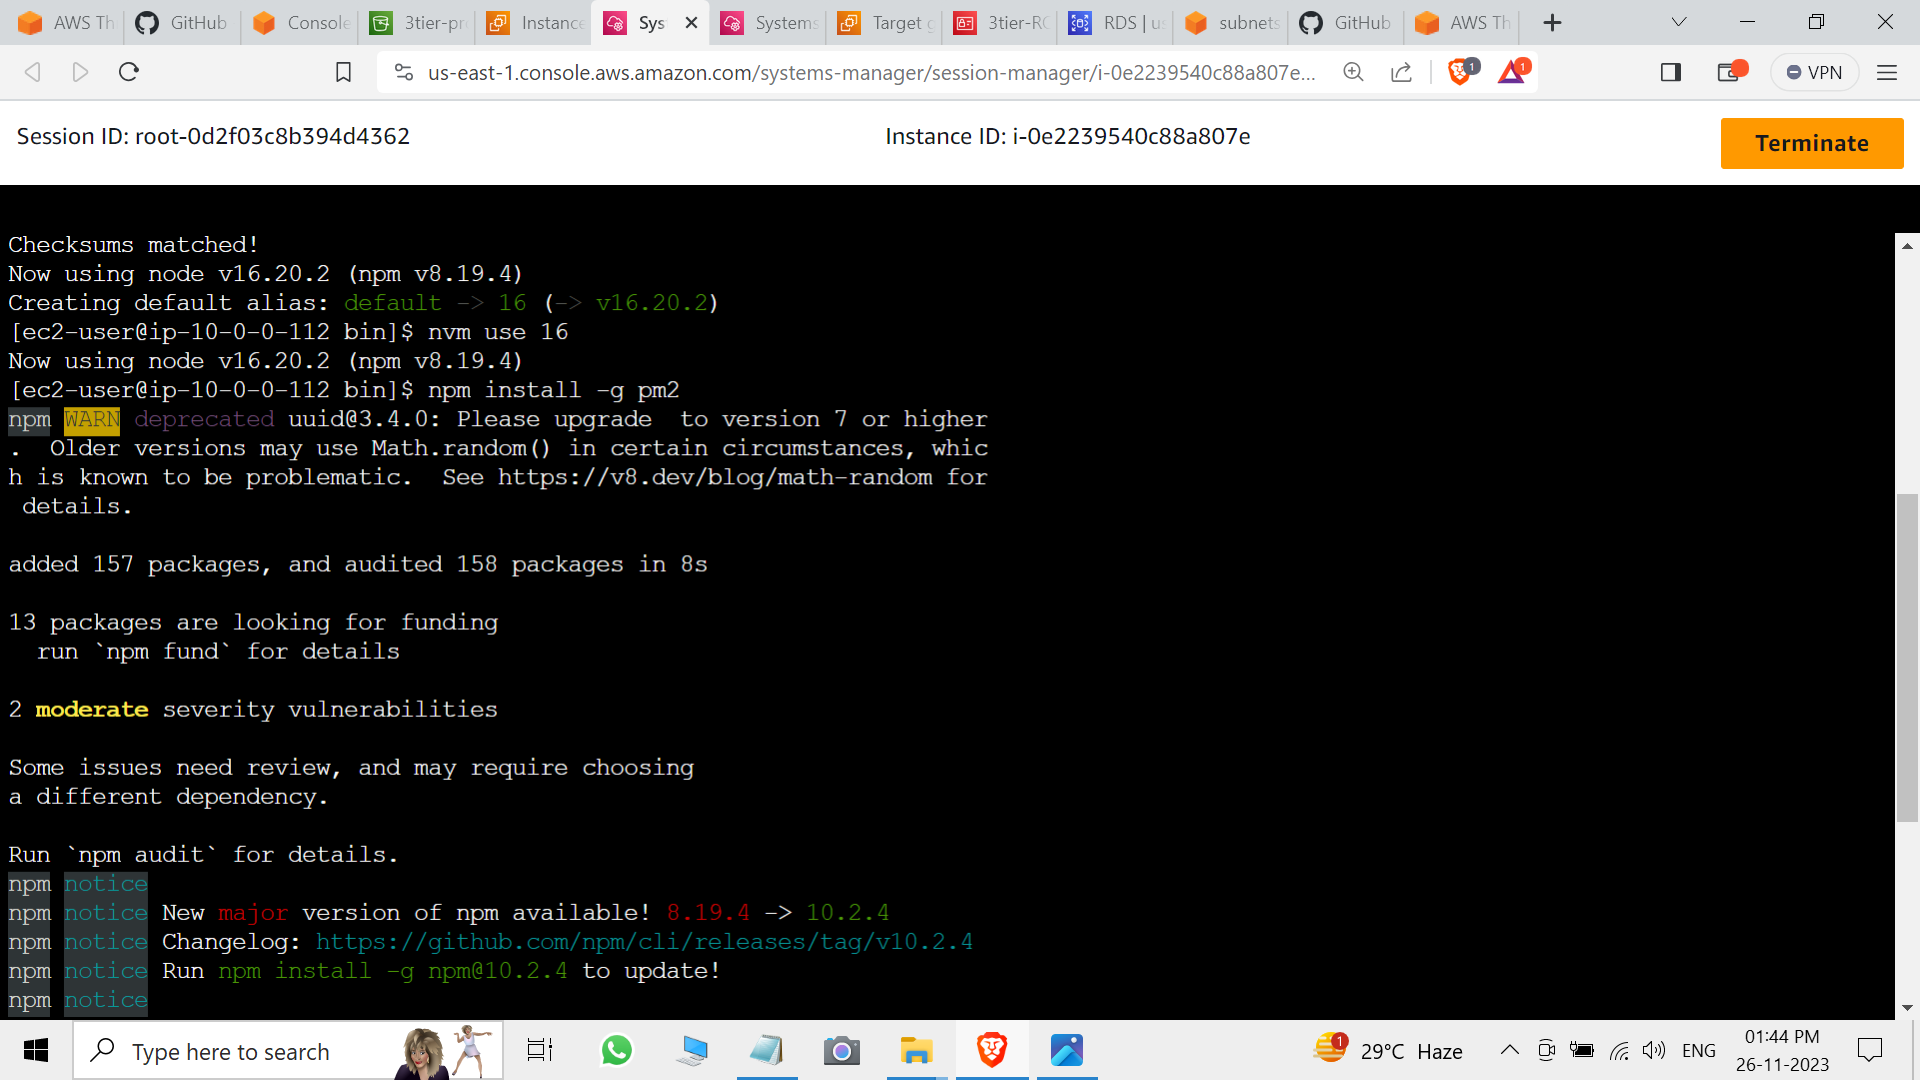 AWS Th
GitHub
Console
3tier-pr
Instance
Sys
Systems
Target g
3tier-RC
RDS | us
subnets
GitHub
AWS Th
us-east-1.console.aws.amazon.com/systems-manager/session-manager/i-0e2239540c88a807e...
1
1
VPN
Session ID: root-0d2f03c8b394d4362
Instance ID: i-0e2239540c88a807e
Terminate
Checksums matched!
Now using node v16.20.2 (npm v8.19.4)
Creating default alias: default -> 16 (-> v16.20.2)
[ec2-user@ip-10-0-0-112 bin]$ nvm use 16
Now using node v16.20.2 (npm v8.19.4)
[ec2-user@ip-10-0-0-112 bin]$ npm install -g pm2
npm WARN deprecated uuid@3.4.0: Please upgrade  to version 7 or higher
.  Older versions may use Math.random() in certain circumstances, whic
h is known to be problematic.  See https://v8.dev/blog/math-random for
 details.
added 157 packages, and audited 158 packages in 8s
13 packages are looking for funding
  run `npm fund` for details
2 moderate severity vulnerabilities
Some issues need review, and may require choosing
a different dependency.
Run `npm audit` for details.
npm notice
npm notice New major version of npm available! 8.19.4 -> 10.2.4
npm notice Changelog: https://github.com/npm/cli/releases/tag/v10.2.4
npm notice Run npm install -g npm@10.2.4 to update!
npm notice
Type here to search
1
29°C Haze
ENG
01:44 PM
26-11-2023